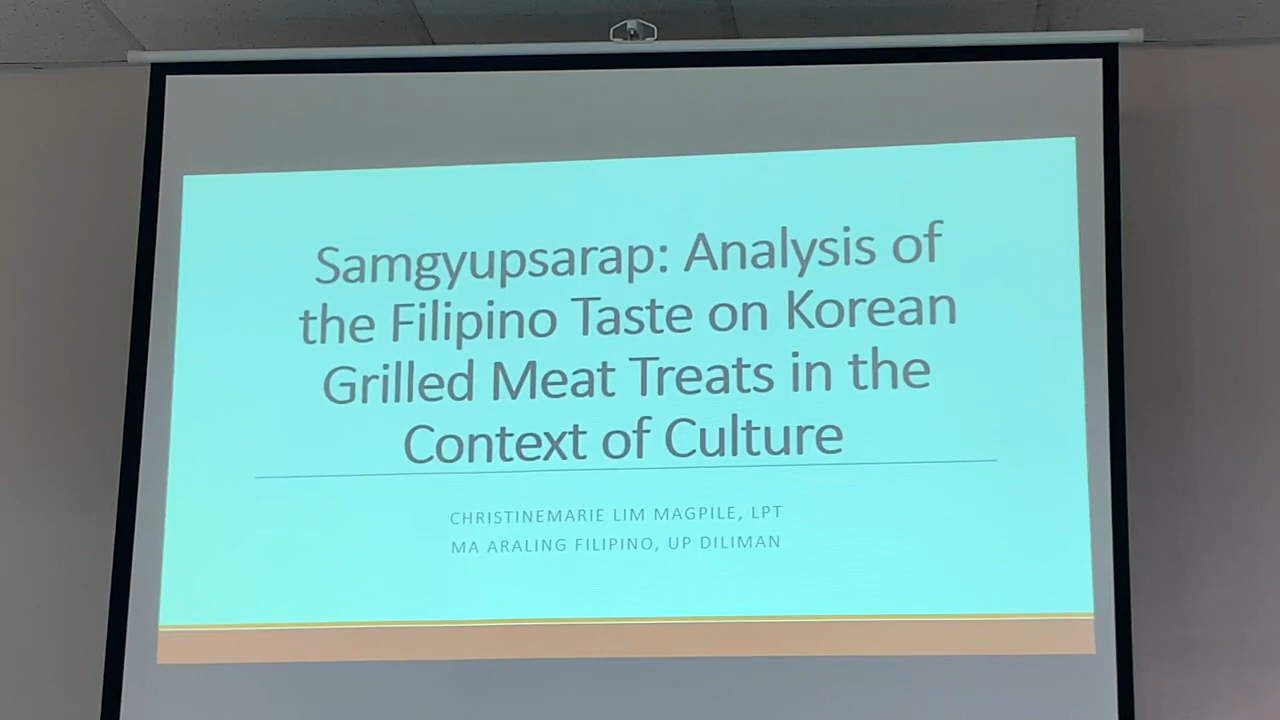 Samgyupsarap: Analysis of
the Filipino Taste on Korean
Grilled Meat Treats in the
Context of Culture
CHRISTINEMARIE LIM MAGPILE, LPT
MA ARALING FILIPINO, UP DILIMAN